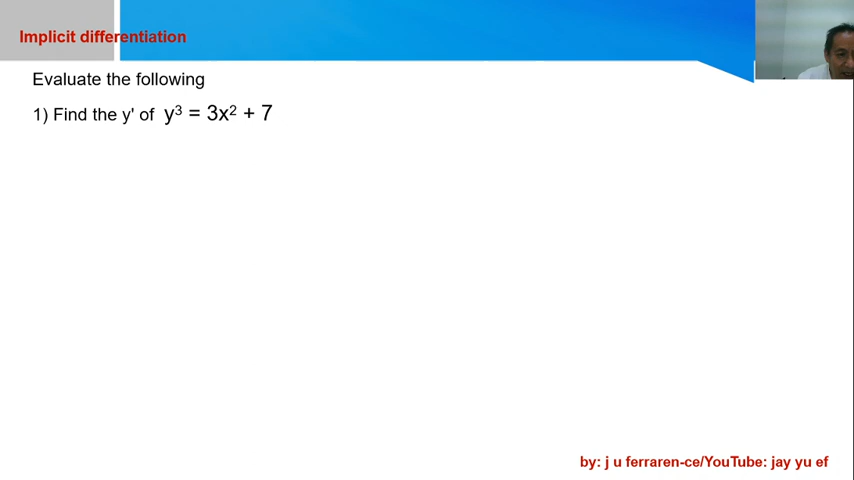 Implicit differentiation
Evaluate the following
1) Find the y' of y³ = 3x² + 7
by: j u ferraren-ce/YouTube: jay yu ef